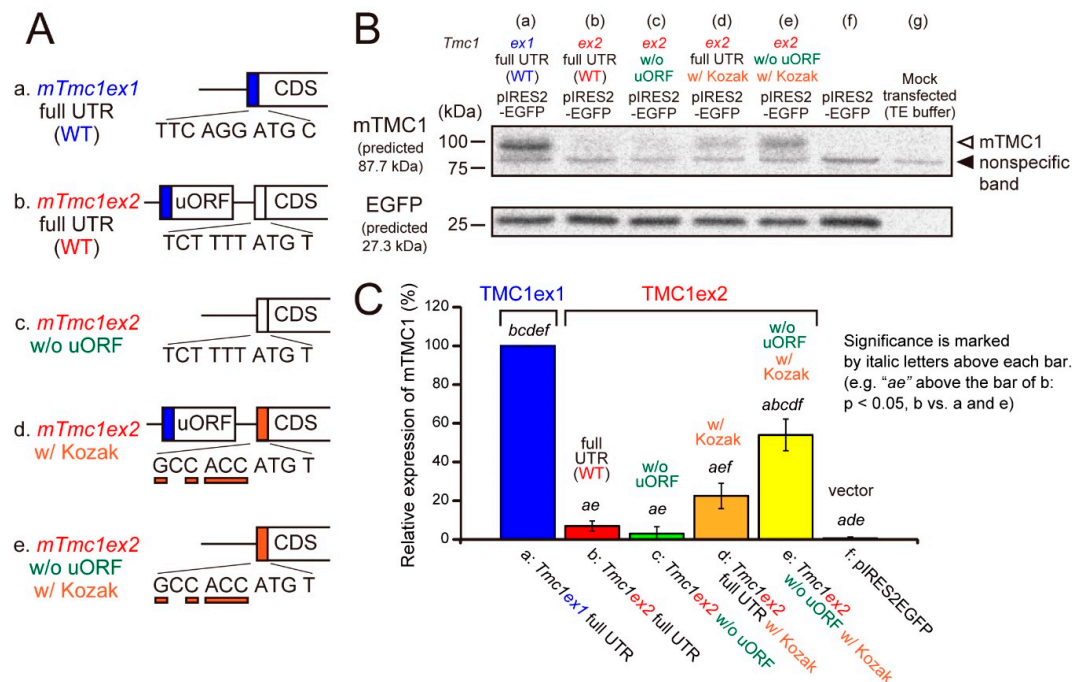 A
a. mTmc1ex1
full UTR
(WT)
CDS
TTC AGG ATG C
b. mTmc1ex2
full UTR
(WT)
uORF
CDS
TCT TTT ATG T
c. mTmc1ex2
w/o uORF
CDS
TCT TTT ATG T
d. mTmc1ex2
w/ Kozak
uORF
CDS
GCC ACC ATG T
e. mTmc1ex2
w/o uORF
w/ Kozak
CDS
GCC ACC ATG T
B
(a) (b) (c) (d) (e) (f) (g)
Tmc1
ex1
full UTR
(WT)
pIRES2
-EGFP
ex2
full UTR
(WT)
pIRES2
-EGFP
ex2
w/o
uORF
pIRES2
-EGFP
ex2
full UTR
w/ Kozak
pIRES2
-EGFP
ex2
w/o uORF
w/ Kozak
pIRES2
-EGFP
pIRES2
-EGFP
Mock
transfected
(TE buffer)
(kDa)
mTMC1
(predicted
87.7 kDa)
100
75
mTMC1
nonspecific
band
EGFP
(predicted
27.3 kDa)
25
C
Relative expression of mTMC1 (%)
120
100
80
60
40
20
0
TMC1ex1
TMC1ex2
bcdef
full
UTR
(WT)
ae
w/o
uORF
ae
w/
Kozak
aef
w/o
uORF
w/
Kozak
abcdf
vector
ade
Significance is marked
by italic letters above each bar.
(e.g. “ae” above the bar of b:
p < 0.05, b vs. a and e)
a: Tmc1ex1 full UTR
b: Tmc1ex2 full UTR
c: Tmc1ex2 w/o uORF
d: Tmc1ex2
full UTR w/ Kozak
e: Tmc1ex2
w/o uORF w/ Kozak
f: pIRES2EGFP